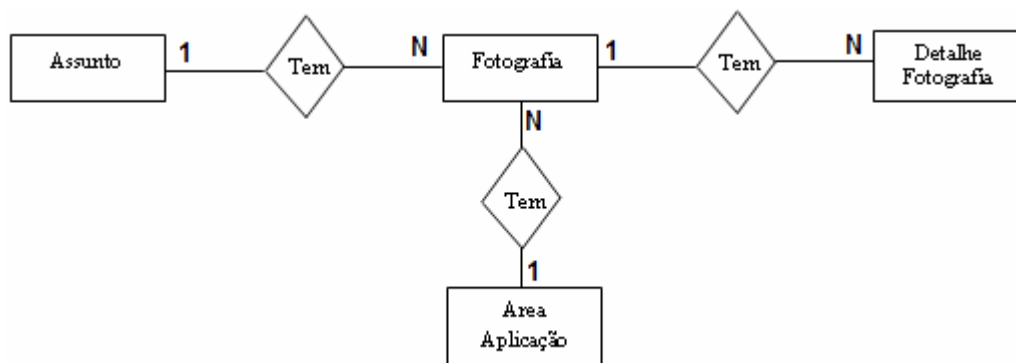 Assunto
1
Tem
N
Fotografia
1
Tem
N
Detalhe
Fotografia
N
Tem
1
Area
Aplicação